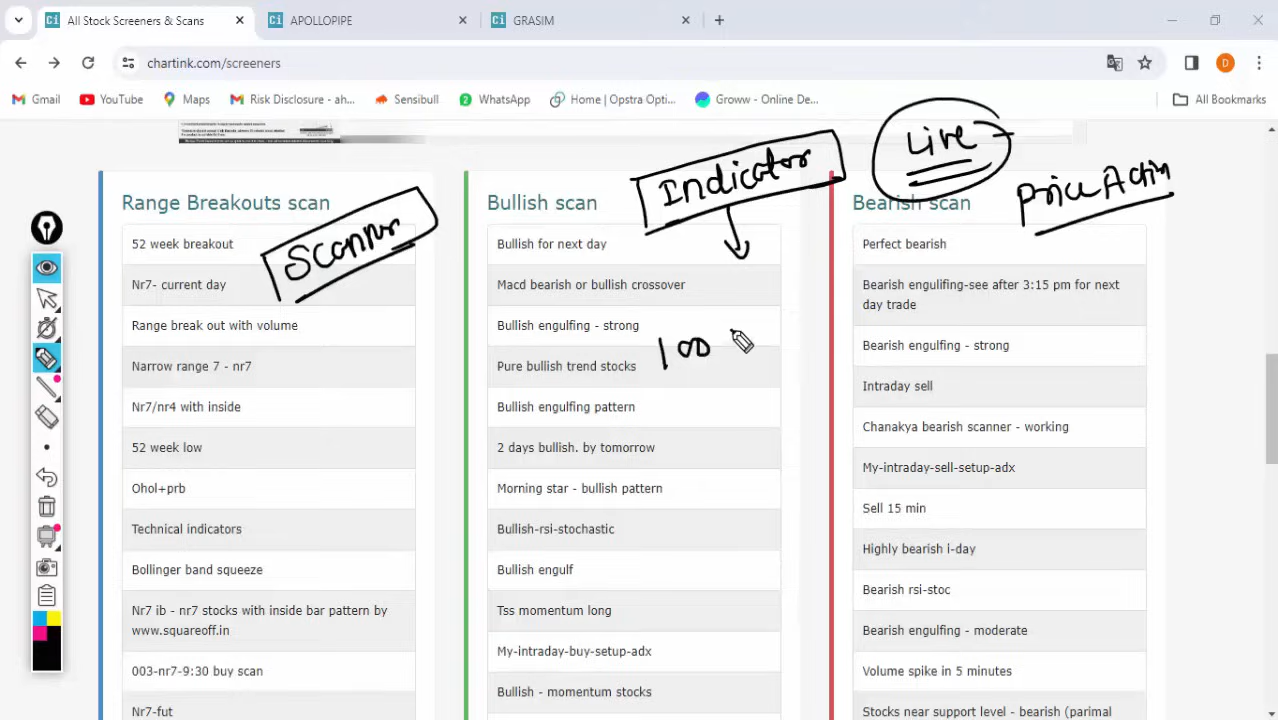 All Stock Screeners & Scans
APOLLOPIPE
GRASIM
chartink.com/screeners
D
Gmail
YouTube
Maps
Risk Disclosure - ah...
Sensibull
WhatsApp
Home | Opstra Opti...
Groww - Online De...
All Bookmarks
Indicator
Live
Price Actin
Scanner
100
Range Breakouts scan
52 week breakout
Nr7- current day
Range break out with volume
Narrow range 7 - nr7
Nr7/nr4 with inside
52 week low
Ohol+prb
Technical indicators
Bollinger band squeeze
Nr7 ib - nr7 stocks with inside bar pattern by
www.squareoff.in
003-nr7-9:30 buy scan
Nr7-fut
Bullish scan
Bullish for next day
Macd bearish or bullish crossover
Bullish engulfing - strong
Pure bullish trend stocks
Bullish engulfing pattern
2 days bullish. by tomorrow
Morning star - bullish pattern
Bullish-rsi-stochastic
Bullish engulf
Tss momentum long
My-intraday-buy-setup-adx
Bullish - momentum stocks
Bearish scan
Perfect bearish
Bearish engulifing-see after 3:15 pm for next
day trade
Bearish engulfing - strong
Intraday sell
Chanakya bearish scanner - working
My-intraday-sell-setup-adx
Sell 15 min
Highly bearish i-day
Bearish rsi-stoc
Bearish engulfing - moderate
Volume spike in 5 minutes
Stocks near support level - bearish (parimal